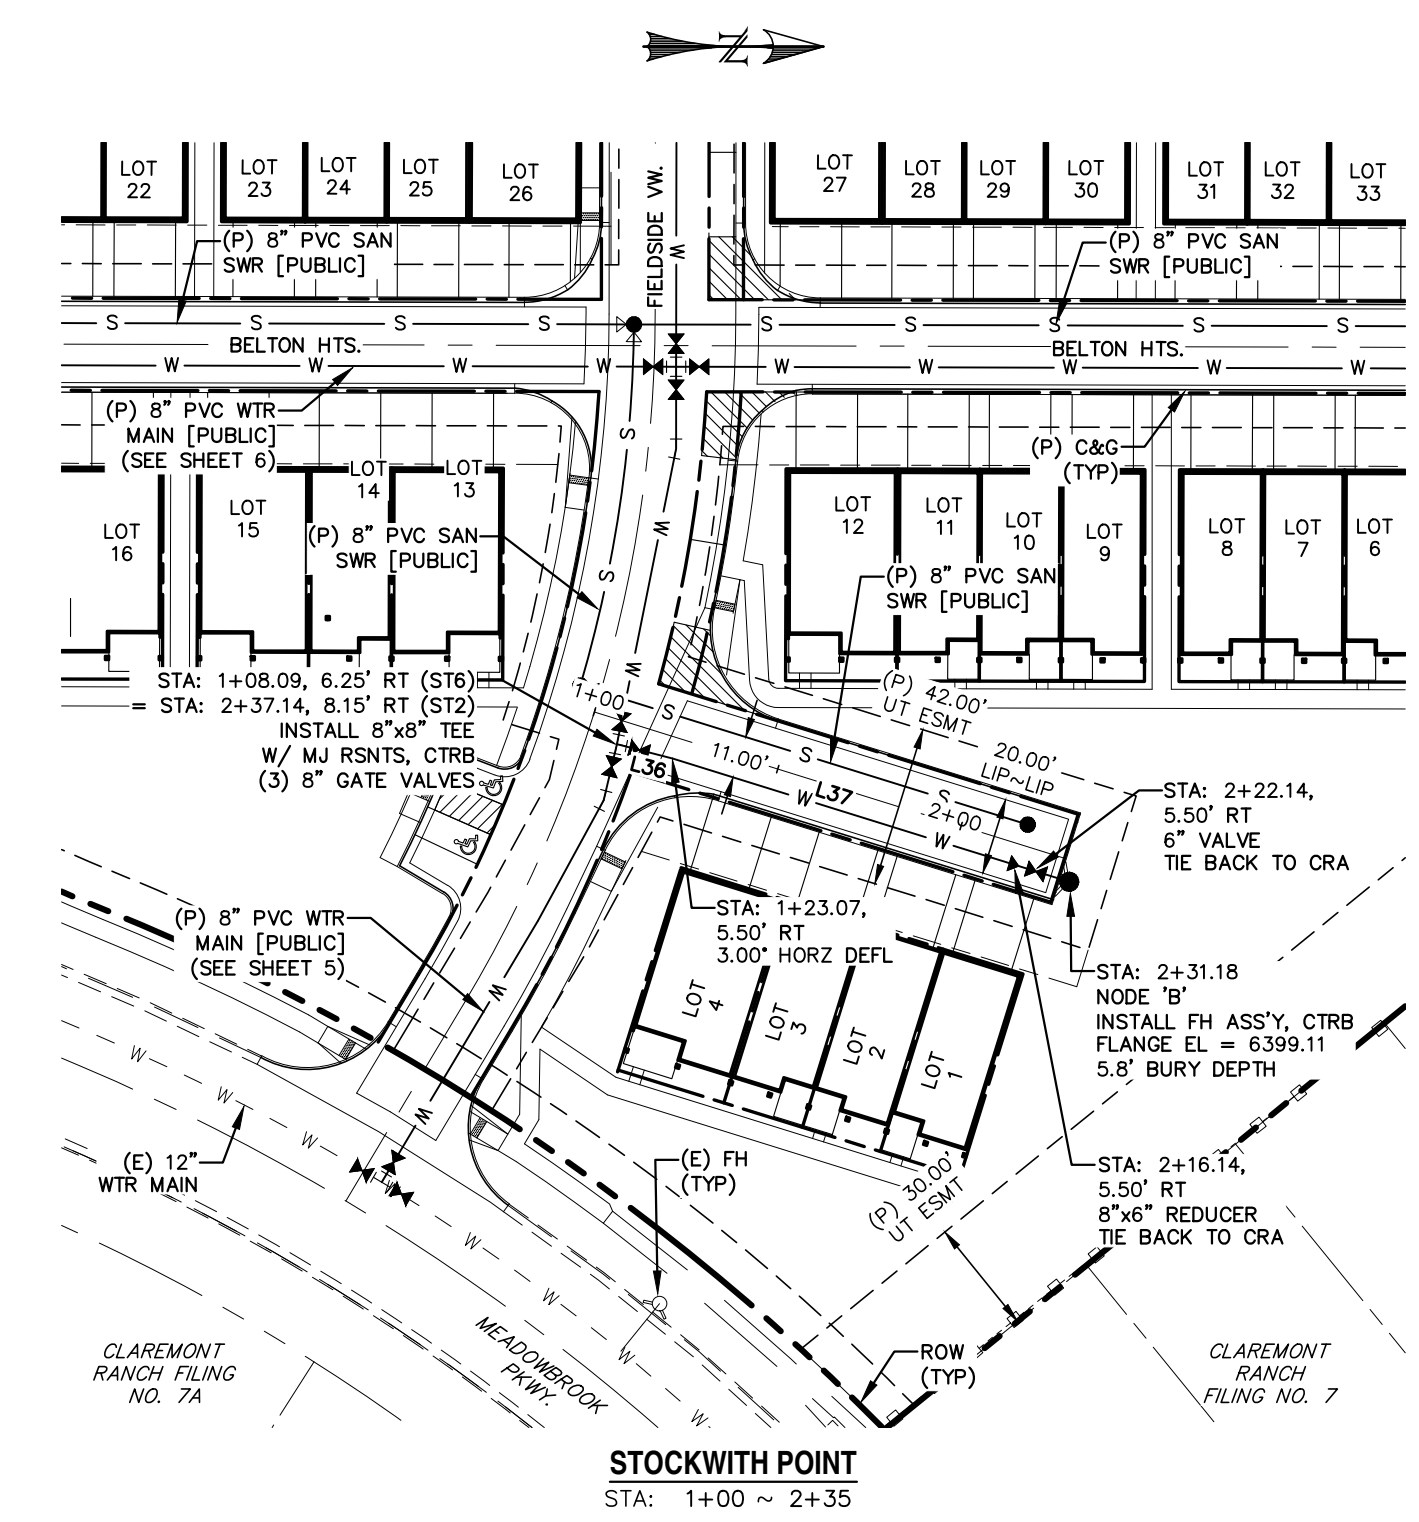 N
LOT
22
LOT
23
LOT
24
LOT
25
LOT
26
FIELDSIDE VW.
W
LOT
27
LOT
28
LOT
29
LOT
30
LOT
31
LOT
32
LOT
33
(P) 8" PVC SAN
SWR [PUBLIC]
(P) 8" PVC SAN
SWR [PUBLIC]
S S S S S S S S S
BELTON HTS.
BELTON HTS.
W W W W W W W W W
(P) 8" PVC WTR
MAIN [PUBLIC]
(SEE SHEET 6)
(P) C&G
(TYP)
S
W
S
W
LOT
16
LOT
15
LOT
14
LOT
13
LOT
12
LOT
11
LOT
10
LOT
9
LOT
8
LOT
7
LOT
6
(P) 8" PVC SAN
SWR [PUBLIC]
(P) 8" PVC SAN
SWR [PUBLIC]
STA: 1+08.09, 6.25' RT (ST6)
= STA: 2+37.14, 8.15' RT (ST2)
INSTALL 8"x8" TEE
W/ MJ RSNTS, CTRB
(3) 8" GATE VALVES
1+00
S
S
S
11.00'
L36
L37
W
W
2+00
(P) 42.00'
UT ESMT
20.00'
LIP~LIP
STA: 2+22.14,
5.50' RT
6" VALVE
TIE BACK TO CRA
STA: 1+23.07,
5.50' RT
3.00° HORZ DEFL
(P) 8" PVC WTR
MAIN [PUBLIC]
(SEE SHEET 5)
W
W
STA: 2+31.18
NODE 'B'
INSTALL FH ASS'Y, CTRB
FLANGE EL = 6399.11
5.8' BURY DEPTH
LOT
4
LOT
3
LOT
2
LOT
1
W
W
W
W
W
W
W
W
(E) 12"
WTR MAIN
(E) FH
(TYP)
(P) 30.00'
UT ESMT
STA: 2+16.14,
5.50' RT
8"x6" REDUCER
TIE BACK TO CRA
CLAREMONT
RANCH FILING
NO. 7A
MEADOWBROOK
PKWY.
ROW
(TYP)
CLAREMONT
RANCH
FILING NO. 7
STOCKWITH POINT
STA: 1+00 ~ 2+35